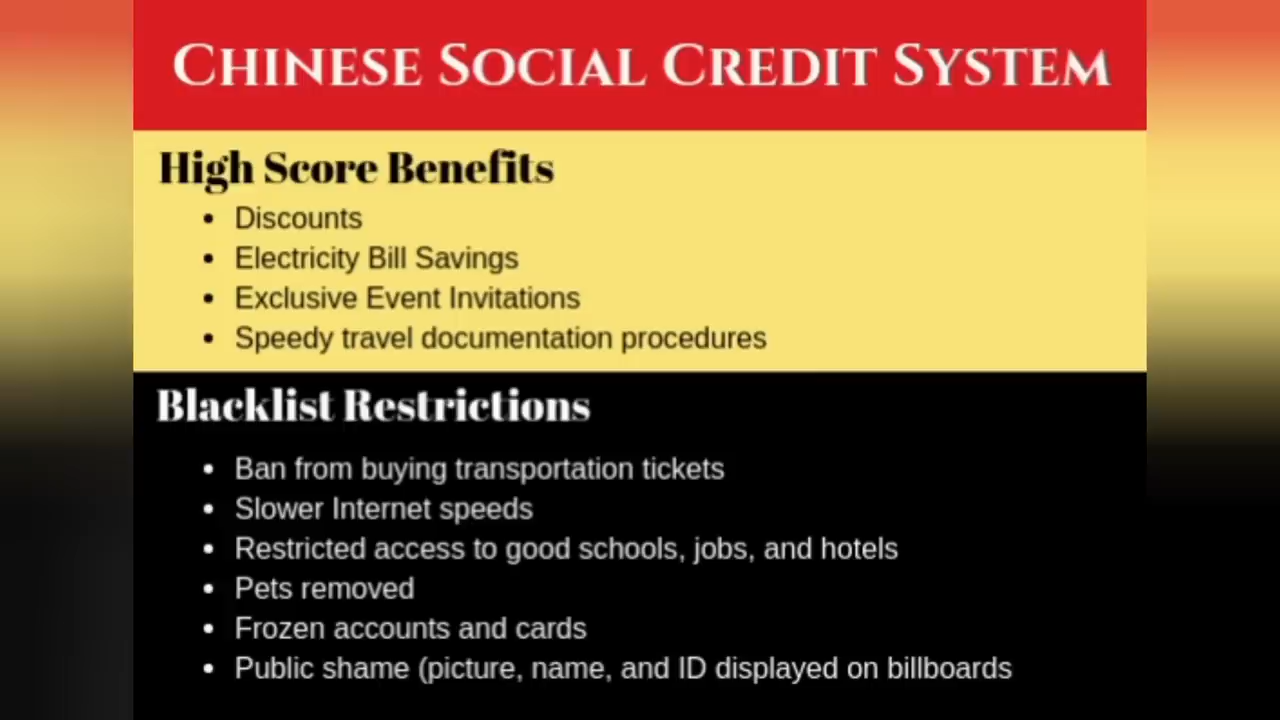 Chinese Social Credit System
High Score Benefits
• Discounts
• Electricity Bill Savings
• Exclusive Event Invitations
• Speedy travel documentation procedures
Blacklist Restrictions
• Ban from buying transportation tickets
• Slower Internet speeds
• Restricted access to good schools, jobs, and hotels
• Pets removed
• Frozen accounts and cards
• Public shame (picture, name, and ID displayed on billboards